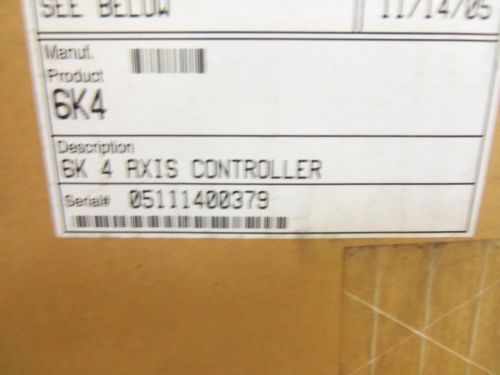 SEE BELOW 11/14/05
Manuf.
Product
6K4
Description
6K 4 AXIS CONTROLLER
Serial# 05111400379